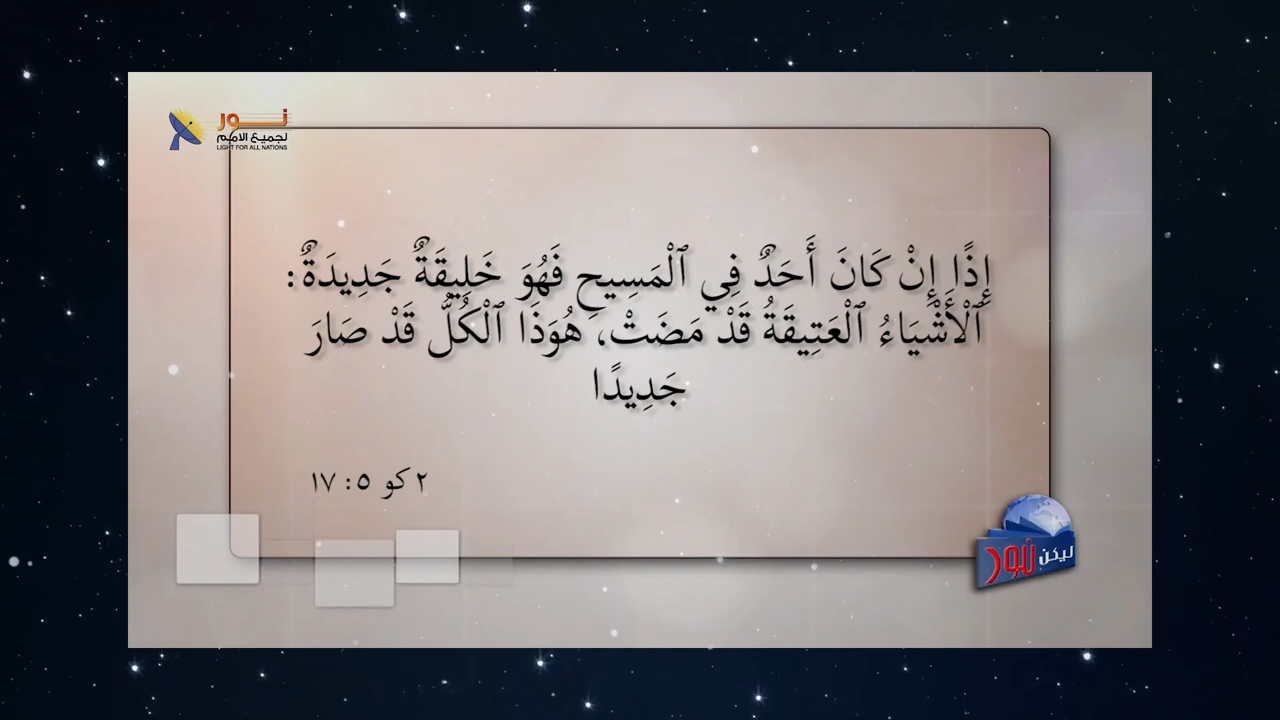 نور
لجميع الامم
LIGHT FOR ALL NATIONS
إِذًا إِنْ كَانَ أَحَدٌ فِي ٱلْمَسِيحِ فَهُوَ خَلِيقَةٌ جَدِيدَةٌ:
ٱلْأَشْيَاءُ ٱلْعَتِيقَةُ قَدْ مَضَتْ، هُوَذَا ٱلْكُلُّ قَدْ صَارَ
جَدِيدًا
٢ كو ٥: ١٧
ليكن نور